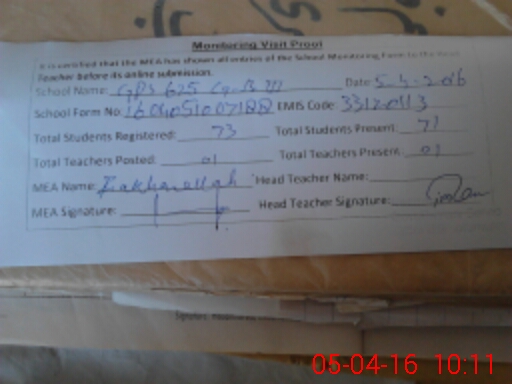 Monitoring Visit Proof
It is certified that the MEA has shown all entries of the School Monitoring Form to the Head
Teacher before its online submission.
School Name: GPS 625 Date: 5-4-2016
School Form No: EMIS Code:
Total Students Registered: 73 Total Students Present: 71
Total Teachers Posted: 01 Total Teachers Present: 01
MEA Name: Head Teacher Name:
MEA Signature: Head Teacher Signature:
05-04-16 10:11